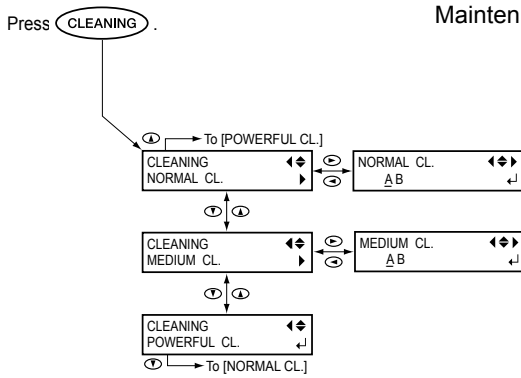 Mainten
Press CLEANING .
To [POWERFUL CL.]
CLEANING
NORMAL CL.
NORMAL CL.
A B
CLEANING
MEDIUM CL.
MEDIUM CL.
A B
CLEANING
POWERFUL CL.
To [NORMAL CL.]